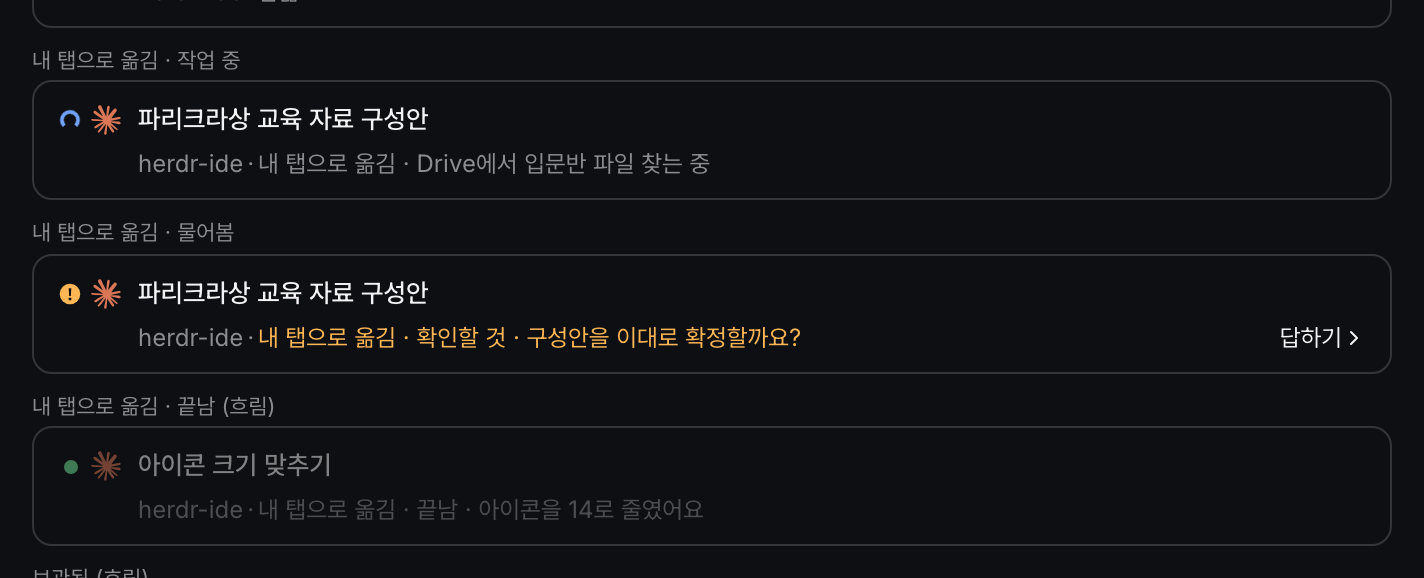 내 탭으로 옮김 · 작업 중
파리크라상 교육 자료 구성안
herdr-ide · 내 탭으로 옮김 · Drive에서 입문반 파일 찾는 중
내 탭으로 옮김 · 물어봄
파리크라상 교육 자료 구성안
herdr-ide · 내 탭으로 옮김 · 확인할 것 · 구성안을 이대로 확정할까요?
답하기
내 탭으로 옮김 · 끝남 (흐림)
아이콘 크기 맞추기
herdr-ide · 내 탭으로 옮김 · 끝남 · 아이콘을 14로 줄였어요
보관됨 (흐림)